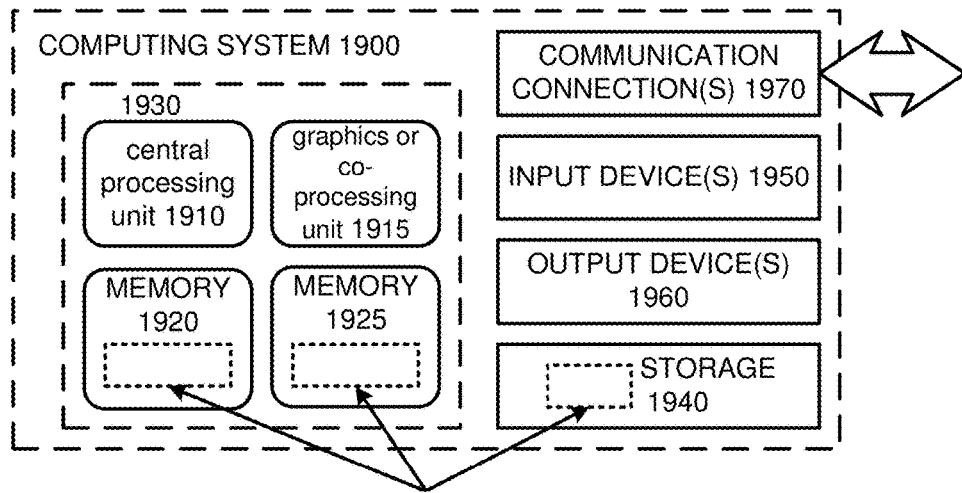 COMPUTING SYSTEM 1900
1930
central
processing
unit 1910
graphics or
co-
processing
unit 1915
MEMORY
1920
MEMORY
1925
COMMUNICATION
CONNECTION(S) 1970
INPUT DEVICE(S) 1950
OUTPUT DEVICE(S)
1960
STORAGE
1940